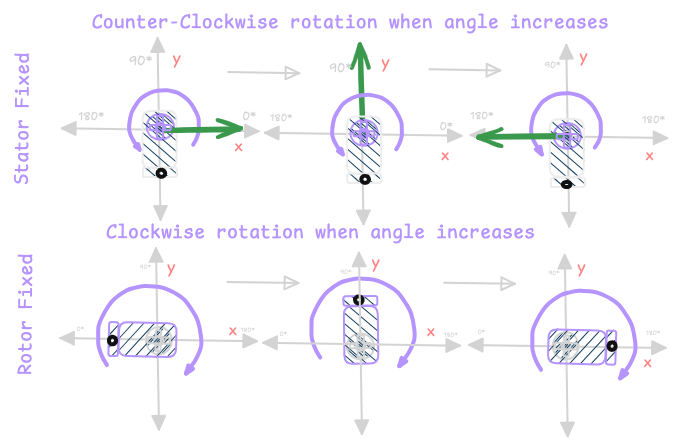 Counter-Clockwise rotation when angle increases
Stator Fixed
90° y
180° 0°
x
90° y
180° 0°
x
90° y
180° 180°
x
Clockwise rotation when angle increases
Rotor Fixed
90° y
0° x 180°
90° y
0° x 180°
90° y
0° 180°
x